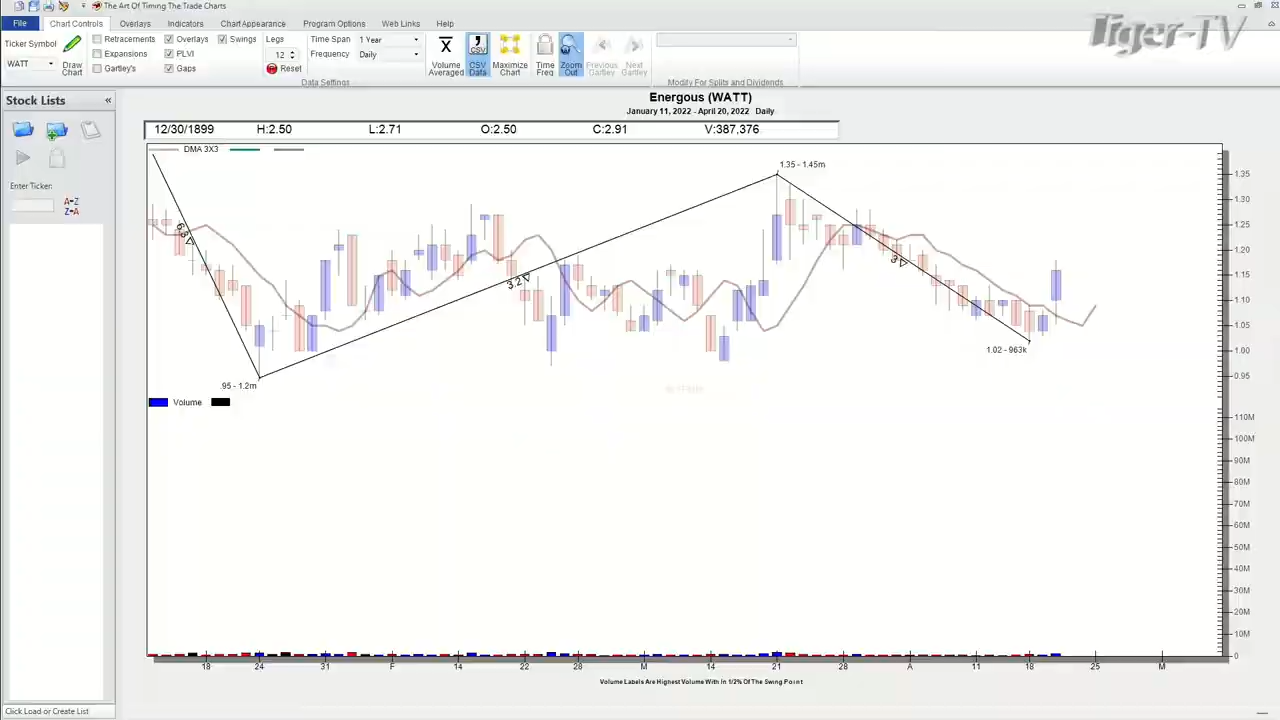 The Art Of Timing The Trade Charts
File Chart Controls Overlays Indicators Chart Appearance Program Options Web Links Help
Tiger-TV
Ticker Symbol
WATT
Draw
Chart
Retracements
Expansions
Gartley's
Overlays
PLVI
Gaps
Swings
Legs
12
Reset
Time Span 1 Year
Frequency Daily
Data Settings
Volume
Averaged
CSV
CSV
Data
Maximize
Chart
Time
Freq
Zoom
Out
Previous
Gartley
Next
Gartley
Modify For Splits and Dividends
Stock Lists «
Enter Ticker:
A-Z
Z-A
Click Load or Create List
Energous (WATT)
January 11, 2022 - April 20, 2022 Daily
12/30/1899 H:2.50 L:2.71 O:2.50 C:2.91 V:387.376
DMA 3X3
1.35 - 1.45m
3.2
.95 - 1.2m
1.02 - 963k
1.35
1.30
1.25
1.20
1.15
1.10
1.05
1.00
0.95
Volume
110M
100M
90M
80M
70M
60M
50M
40M
30M
20M
10M
0
18 24 31 F 14 22 28 M 14 21 28 A 11 18 25 M
Volume Labels Are Highest Volume With In 1/2% Of The Swing Point